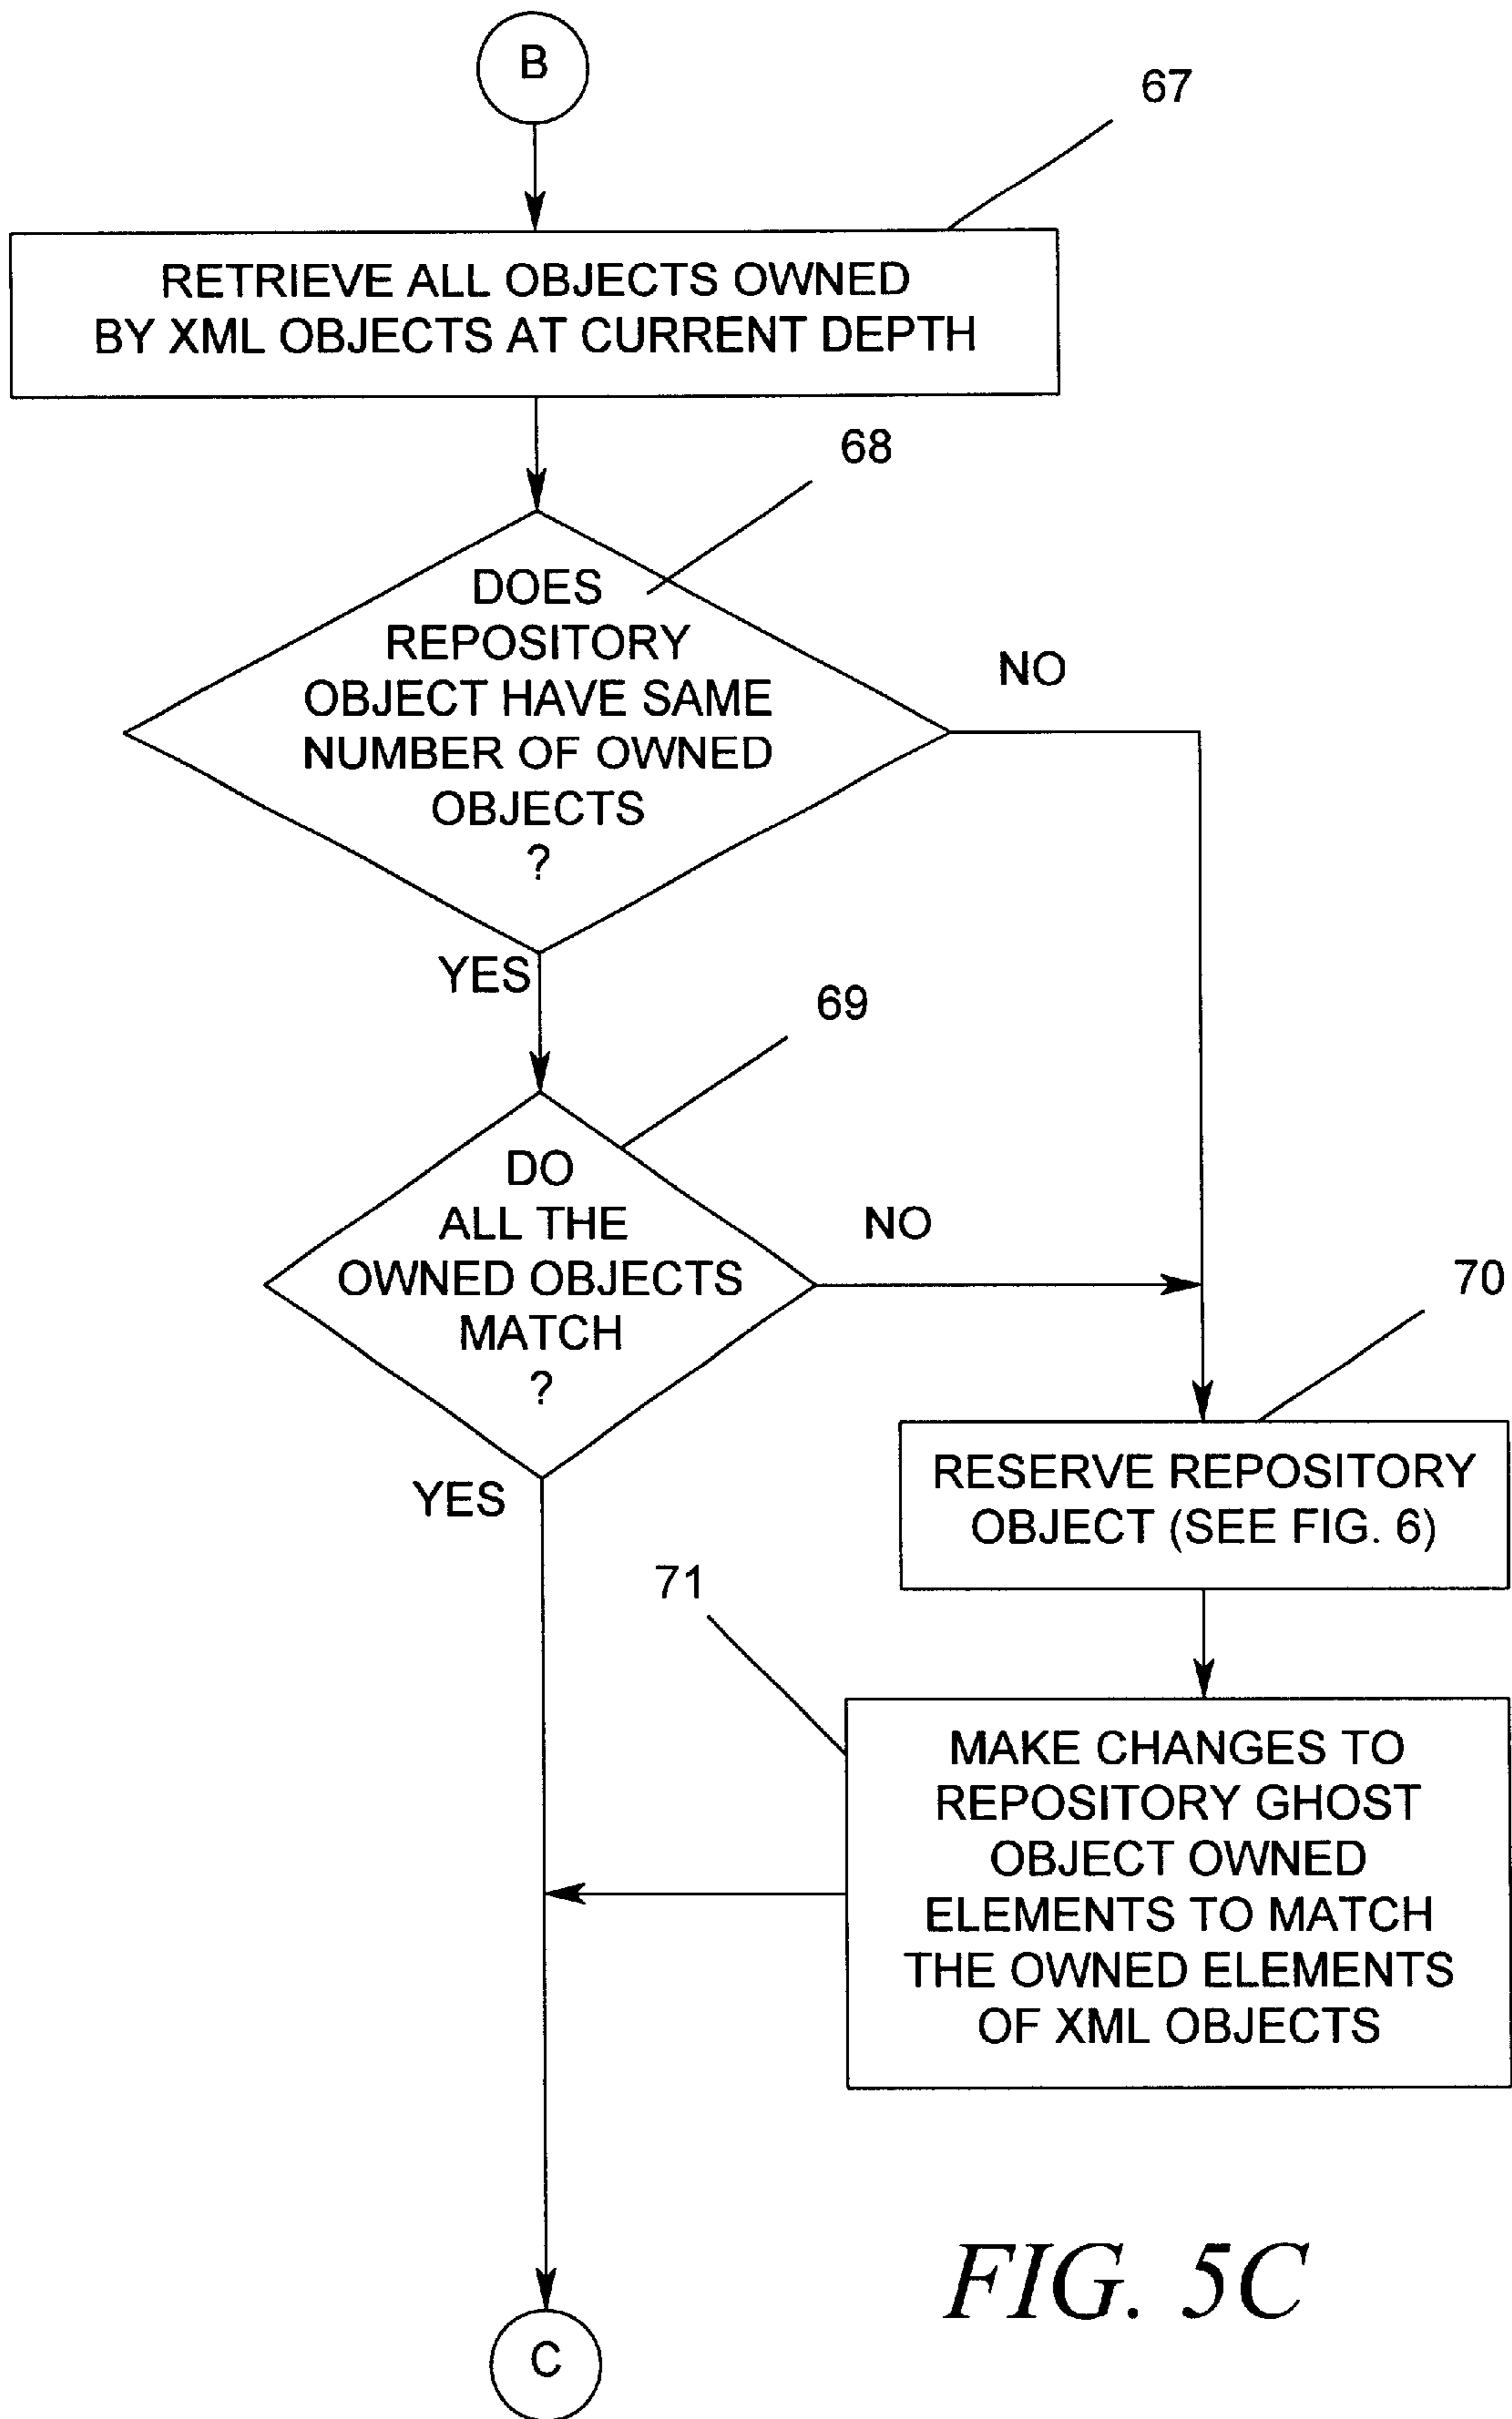 B
67
RETRIEVE ALL OBJECTS OWNED
BY XML OBJECTS AT CURRENT DEPTH
68
DOES
REPOSITORY
OBJECT HAVE SAME
NUMBER OF OWNED
OBJECTS
?
NO
YES
69
DO
ALL THE
OWNED OBJECTS
MATCH
?
NO
YES
70
RESERVE REPOSITORY
OBJECT (SEE FIG. 6)
71
MAKE CHANGES TO
REPOSITORY GHOST
OBJECT OWNED
ELEMENTS TO MATCH
THE OWNED ELEMENTS
OF XML OBJECTS
C
FIG. 5C